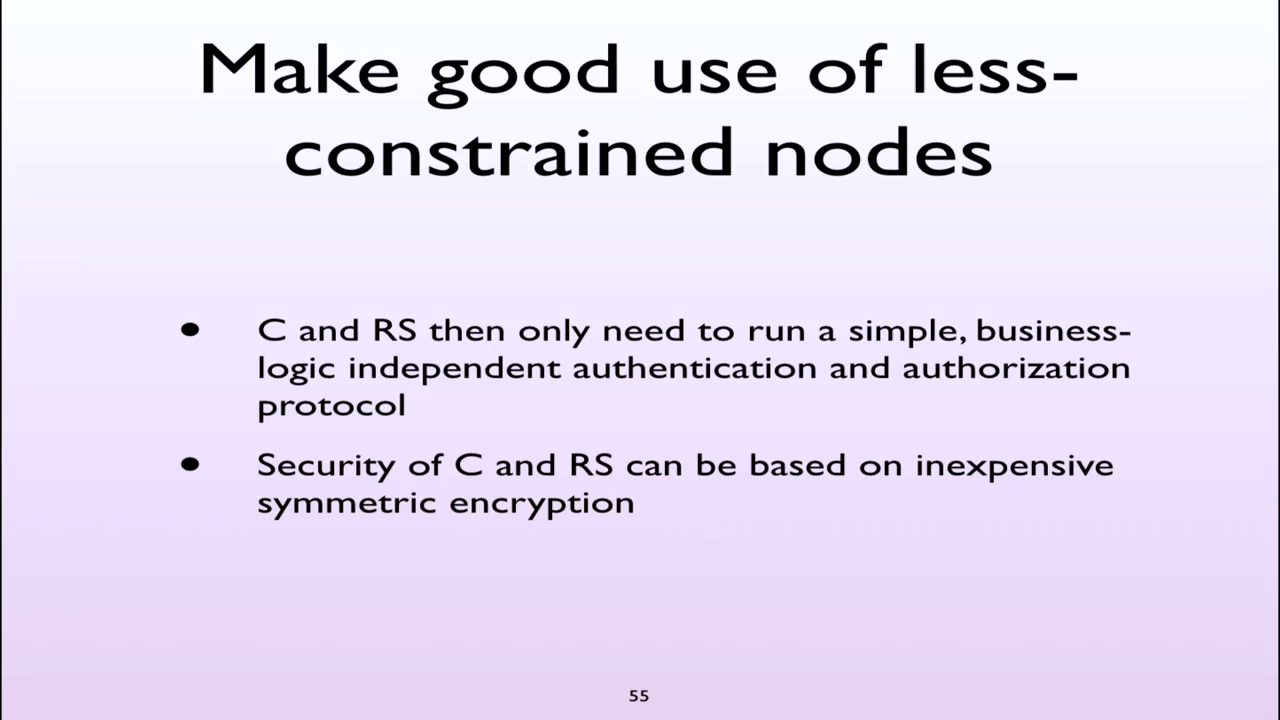 Make good use of less-
constrained nodes
• C and RS then only need to run a simple, business-
logic independent authentication and authorization
protocol
• Security of C and RS can be based on inexpensive
symmetric encryption
55